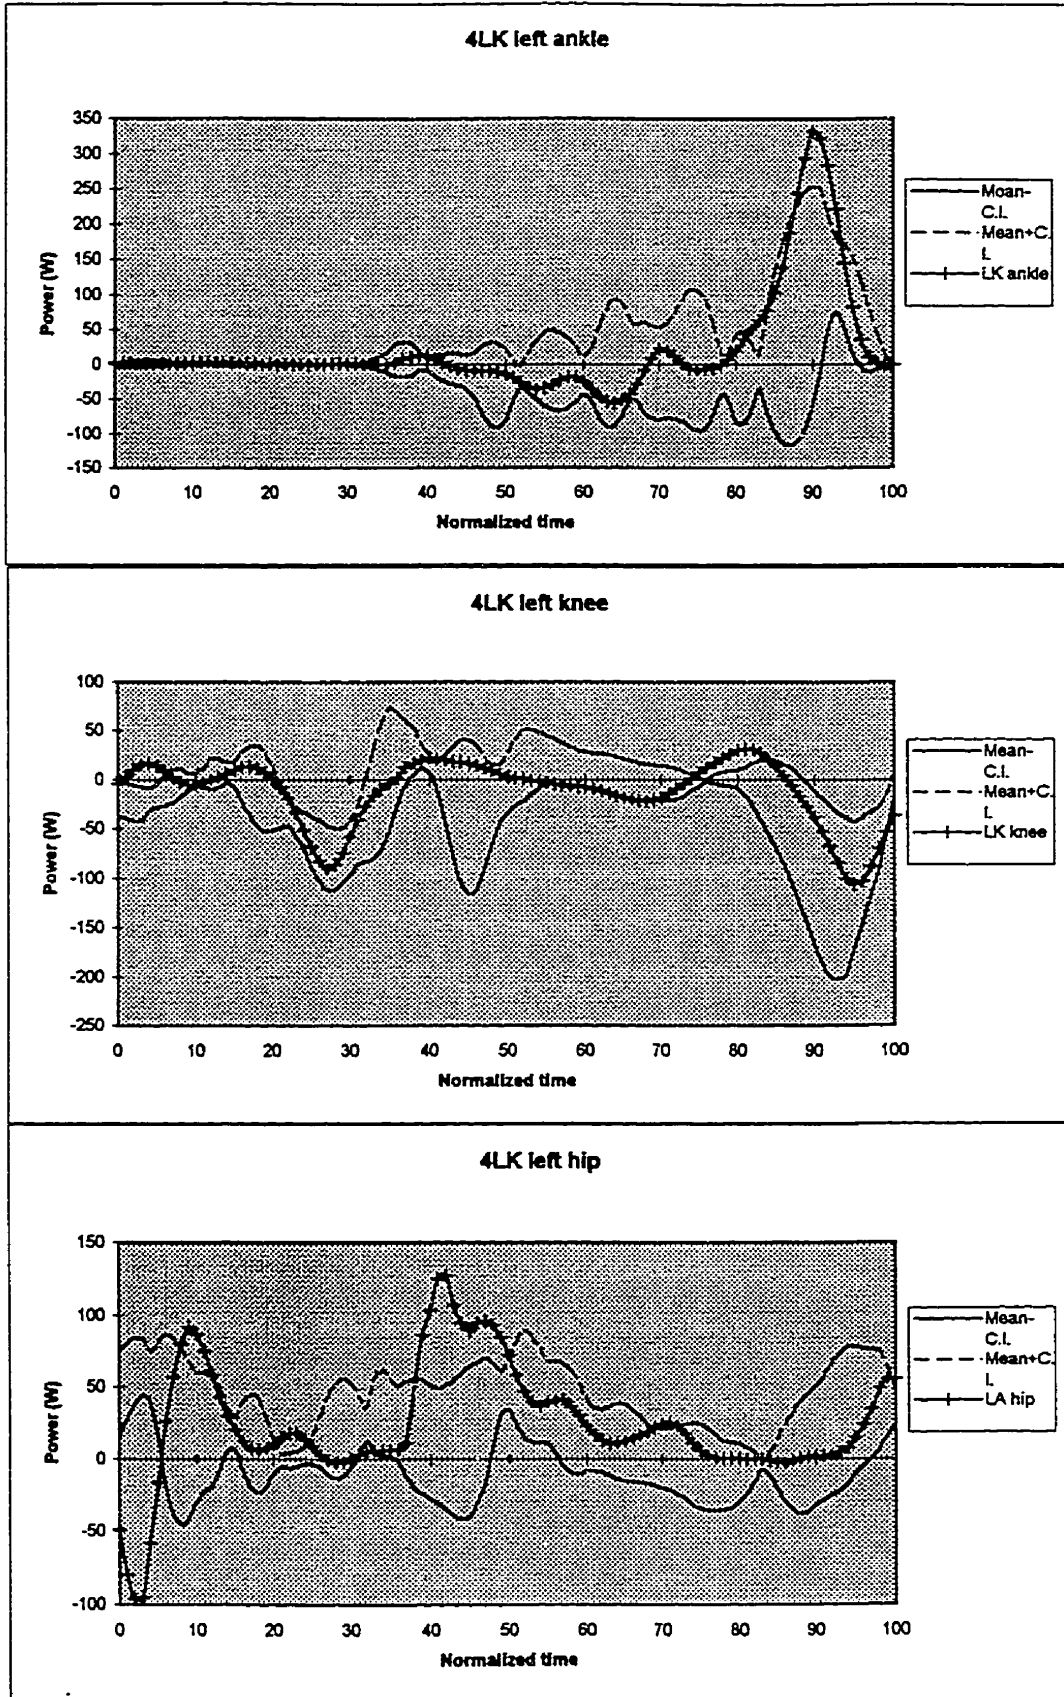 4LK left ankle
350
300
250
200
150
100
50
0
-50
-100
-150
Power (W)
0 10 20 30 40 50 60 70 80 90 100
Normalized time
Mean-
C.I.
Mean+C.
I.
LK ankle
4LK left knee
100
50
0
-50
-100
-150
-200
-250
Power (W)
0 10 20 30 40 50 60 70 80 90 100
Normalized time
Mean-
C.I.
Mean+C.
I.
LK knee
4LK left hip
150
100
50
0
-50
-100
Power (W)
0 10 20 30 40 50 60 70 80 90 100
Normalized time
Mean-
C.I.
Mean+C.
I.
LA hip